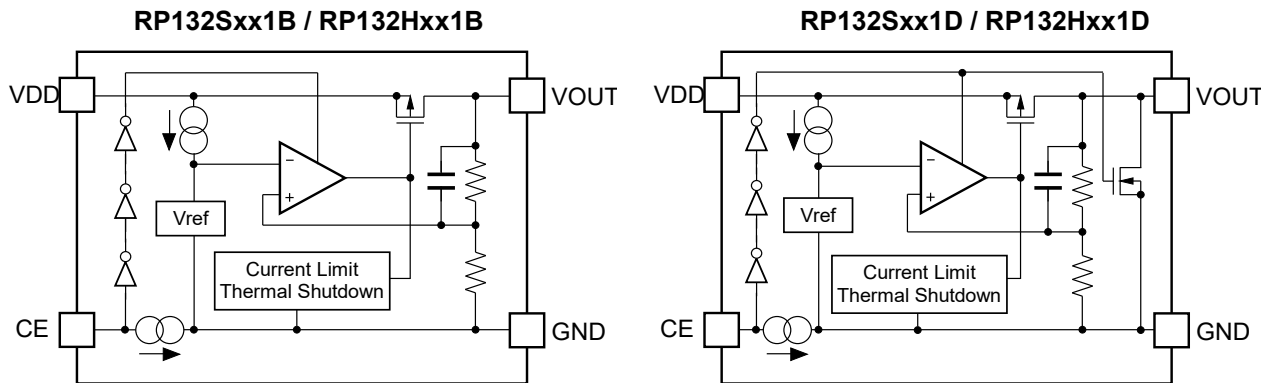 RP132Sxx1B / RP132Hxx1B
VDD
VOUT
−
+
Vref
Current Limit
Thermal Shutdown
CE
GND
RP132Sxx1D / RP132Hxx1D
VDD
VOUT
−
+
Vref
Current Limit
Thermal Shutdown
CE
GND